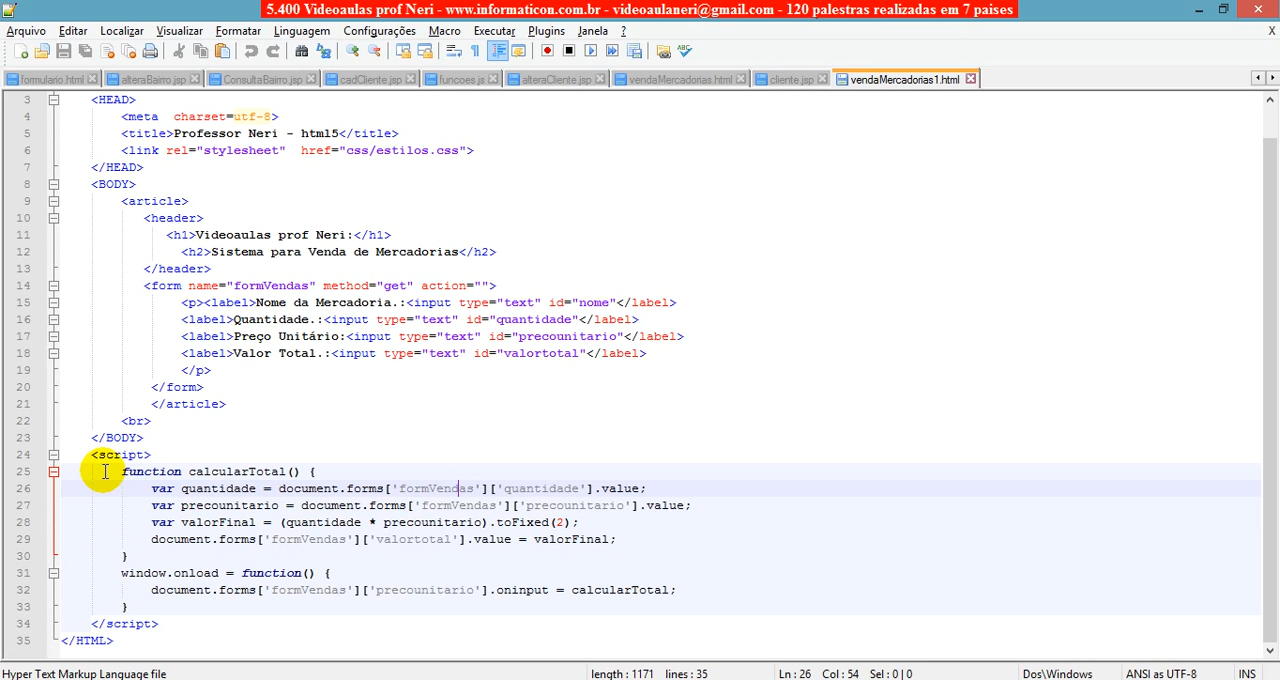 5.400 Videoaulas prof Neri - www.informaticon.com.br - videoaulaneri@gmail.com - 120 palestras realizadas em 7 paises
Arquivo Editar Localizar Visualizar Formatar Linguagem Configurações Macro Executar Plugins Janela ? X
formulario.html alteraBairro.jsp ConsultaBairro.jsp cadCliente.jsp funcoes.js alteraCliente.jsp vendaMercadorias.html cliente.jsp vendaMercadorias1.html
3 <HEAD>
4 <meta charset=utf-8>
5 <title>Professor Neri - html5</title>
6 <link rel="stylesheet" href="css/estilos.css">
7 </HEAD>
8 <BODY>
9 <article>
10 <header>
11 <h1>Videoaulas prof Neri:</h1>
12 <h2>Sistema para Venda de Mercadorias</h2>
13 </header>
14 <form name="formVendas" method="get" action="">
15 <p><label>Nome da Mercadoria.:<input type="text" id="nome"</label>
16 <label>Quantidade.:<input type="text" id="quantidade"</label>
17 <label>Preço Unitário:<input type="text" id="precounitario"</label>
18 <label>Valor Total.:<input type="text" id="valortotal"</label>
19 </p>
20 </form>
21 </article>
22 <br>
23 </BODY>
24 <script>
25 function calcularTotal() {
26 var quantidade = document.forms['formVendas']['quantidade'].value;
27 var precounitario = document.forms['formVendas']['precounitario'].value;
28 var valorFinal = (quantidade * precounitario).toFixed(2);
29 document.forms['formVendas']['valortotal'].value = valorFinal;
30 }
31 window.onload = function() {
32 document.forms['formVendas']['precounitario'].oninput = calcularTotal;
33 }
34 </script>
35 </HTML>
Hyper Text Markup Language file length : 1171 lines : 35 Ln : 26 Col : 54 Sel : 0 | 0 Dos\Windows ANSI as UTF-8 INS